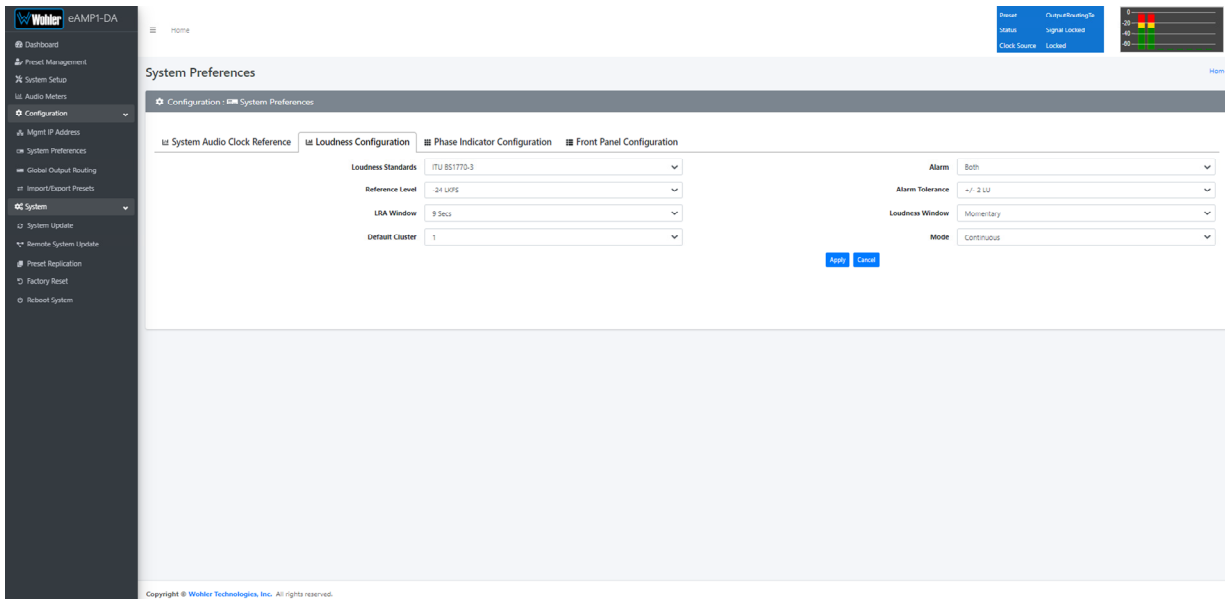 Wohler eAMP1-DA
Dashboard
Preset Management
System Setup
Audio Meters
Configuration
Mgmt IP Address
System Preferences
Global Output Routing
Import/Export Presets
System
System Update
Remote System Update
Preset Replication
Factory Reset
Reboot System
Home
Preset OutputRoutingTe
Status Signal Locked
Clock Source Locked
0
-20
-40
-60
System Preferences
Hom
Configuration : System Preferences
System Audio Clock Reference Loudness Configuration Phase Indicator Configuration Front Panel Configuration
Loudness Standards ITU BS1770-3 Alarm Both
Reference Level -24 LKFS Alarm Tolerance +/- 2 LU
LRA Window 9 Secs Loudness Window Momentary
Default Cluster 1 Mode Continuous
Apply Cancel
Copyright © Wohler Technologies, Inc. All rights reserved.